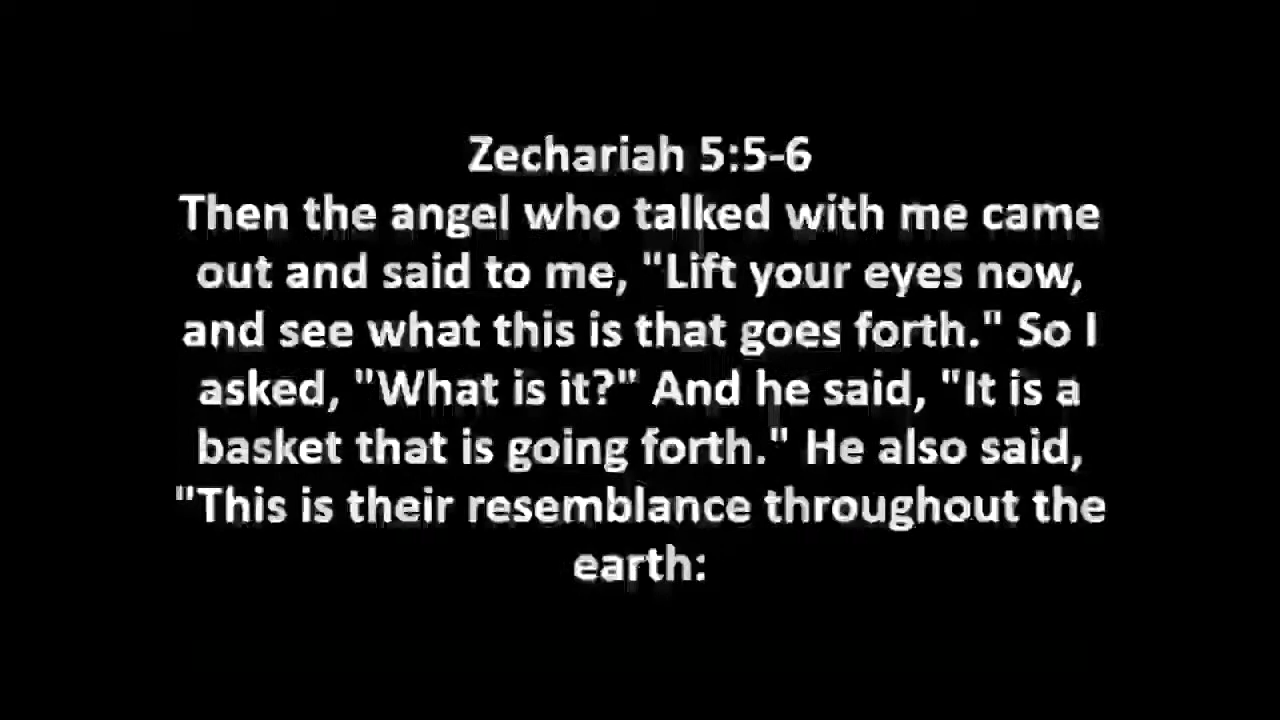 Zechariah 5:5-6
Then the angel who talked with me came
out and said to me, "Lift your eyes now,
and see what this is that goes forth." So I
asked, "What is it?" And he said, "It is a
basket that is going forth." He also said,
"This is their resemblance throughout the
earth: